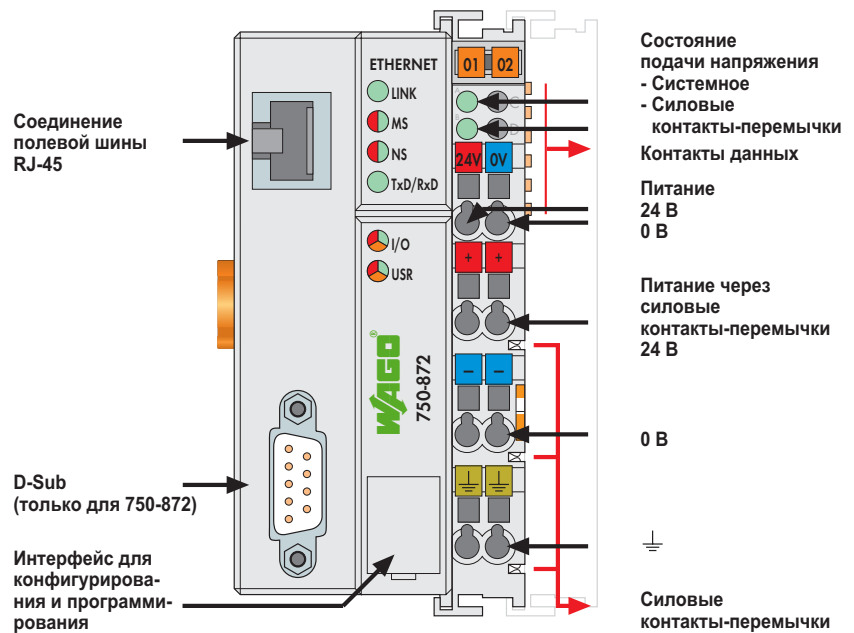 Соединение
полевой шины
RJ-45
D-Sub
(только для 750-872)
Интерфейс для
конфигурирова-
ния и программи-
рования
ETHERNET
LINK
MS
NS
TxD/RxD
I/O
USR
WAGO
®
750-872
01 02
A
C
B
D
24V 0V
+ +
– –
Состояние
подачи напряжения
- Системное
- Силовые
контакты-перемычки
Контакты данных
Питание
24 В
0 В
Питание через
силовые
контакты-перемычки
24 В
0 В
Силовые
контакты-перемычки